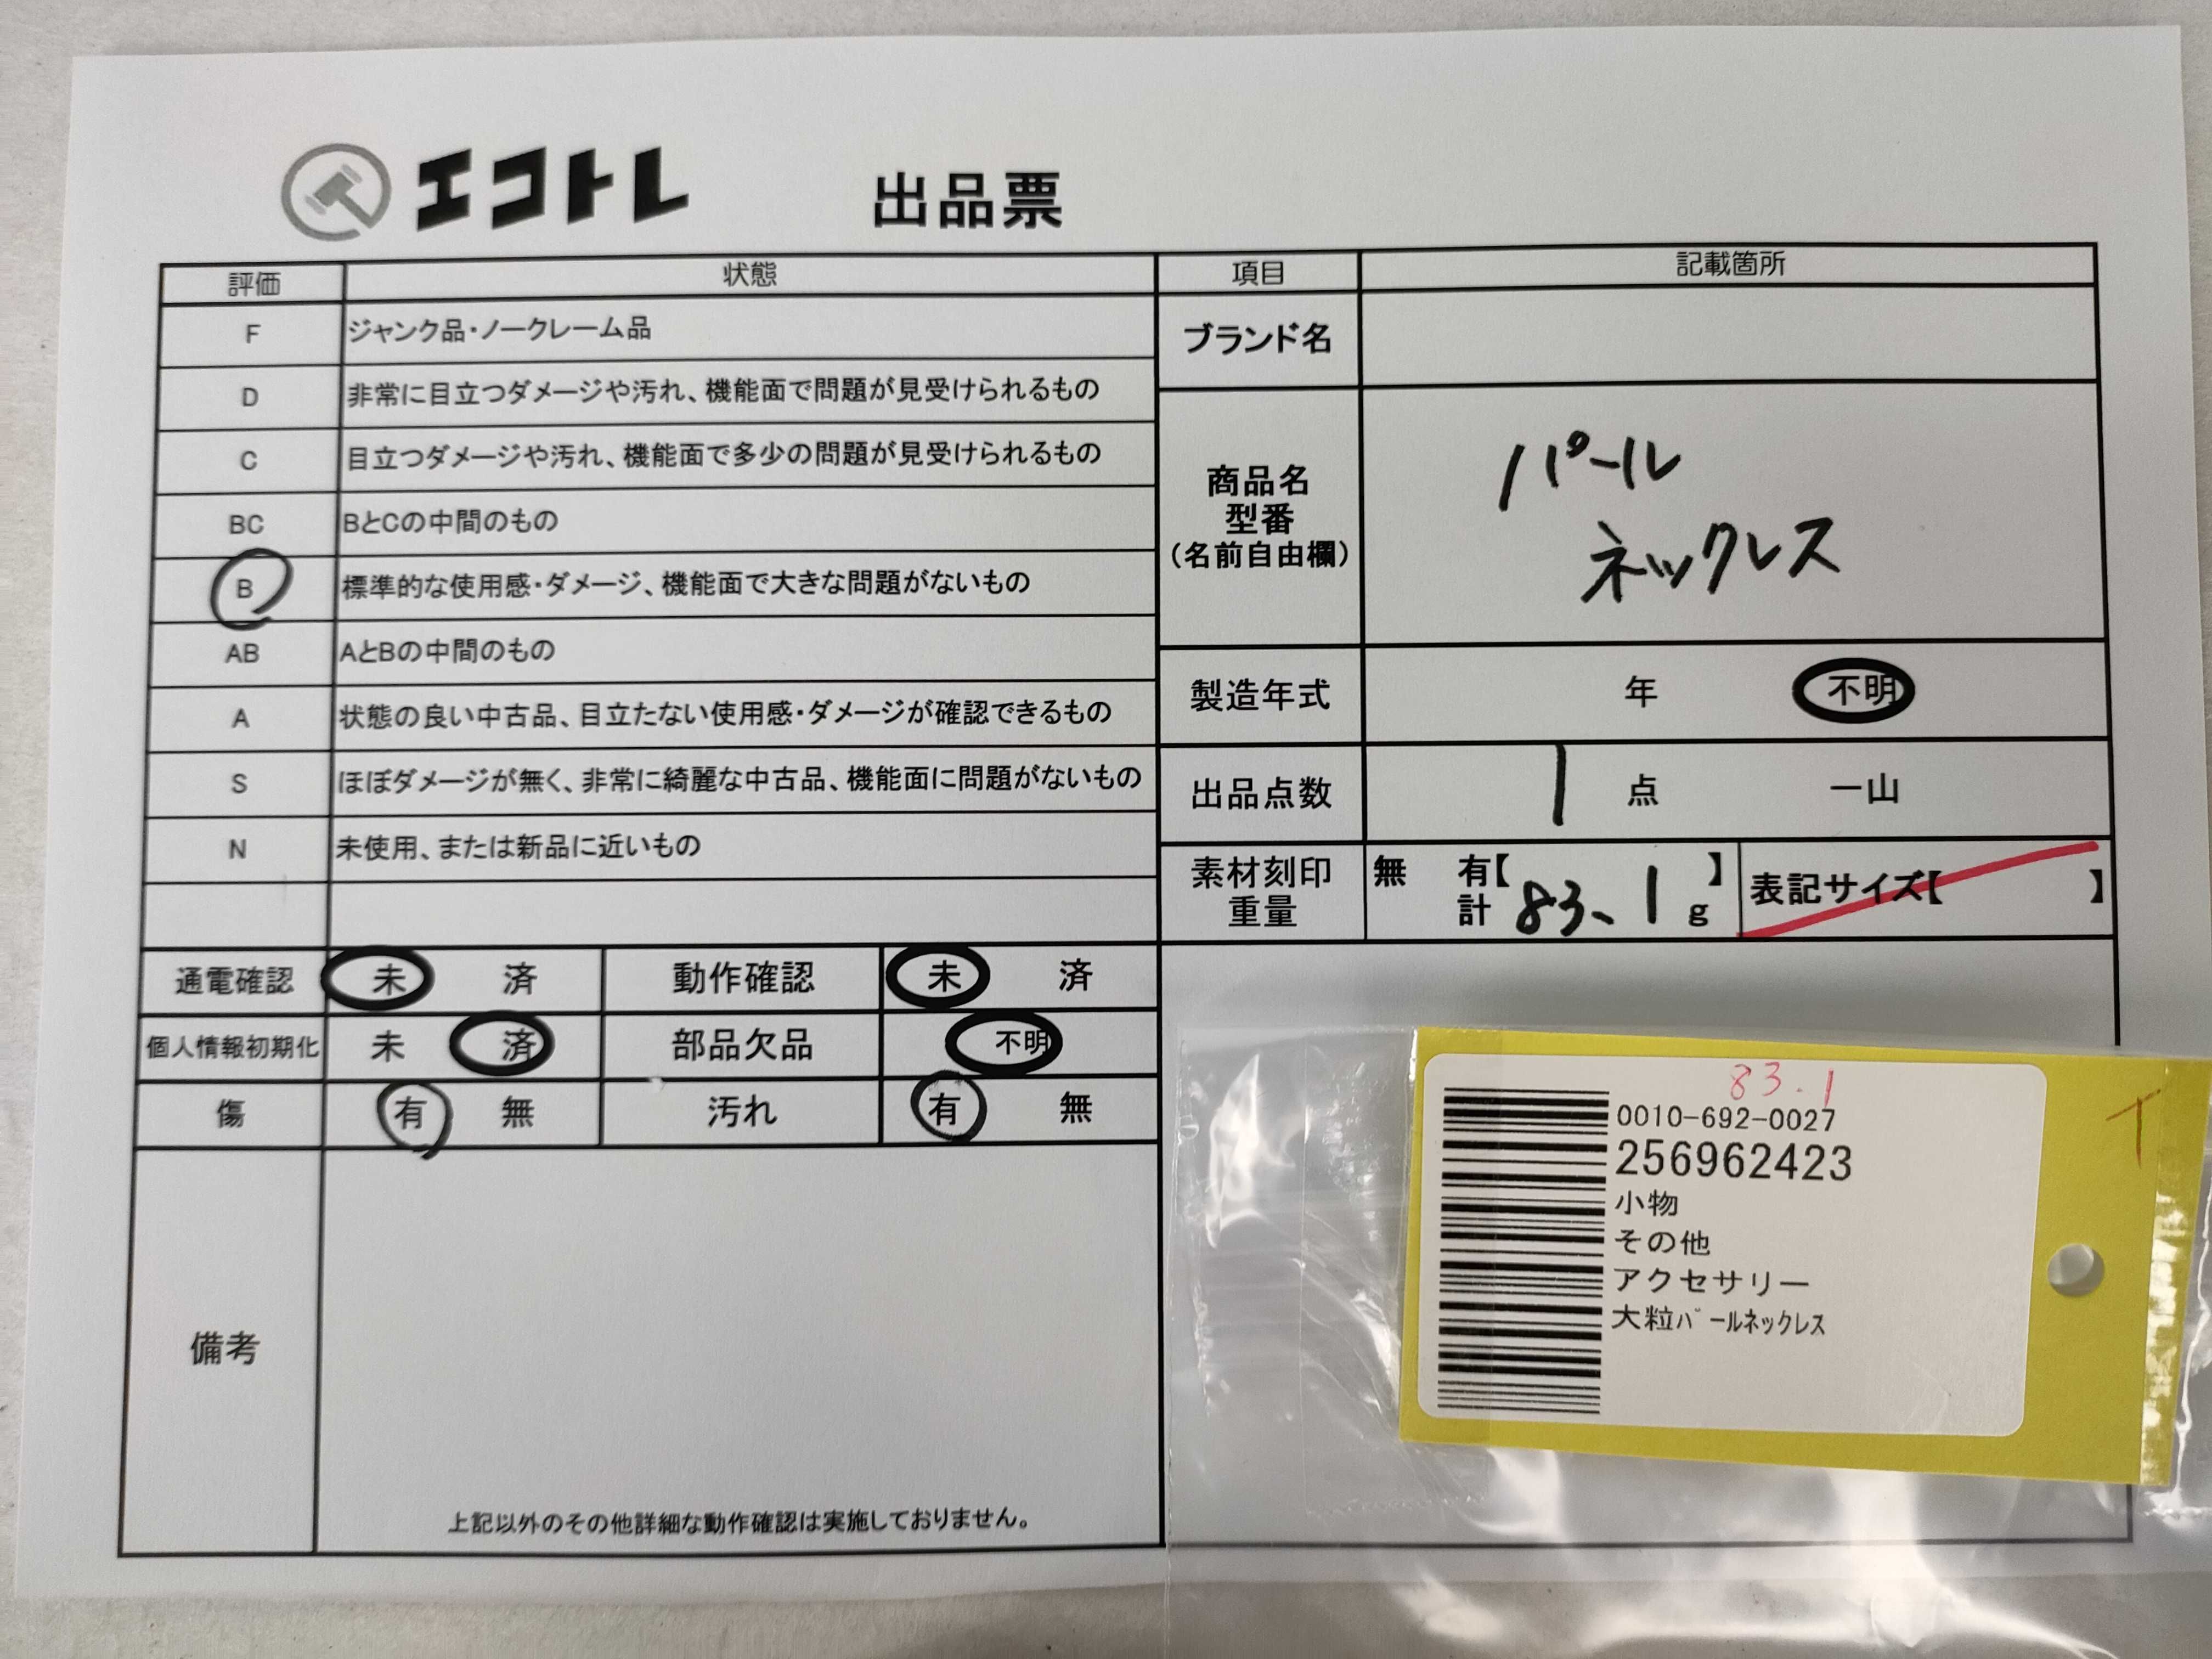 エコトレ 出品票
評価 状態
F ジャンク品・ノークレーム品
D 非常に目立つダメージや汚れ、機能面で問題が見受けられるもの
C 目立つダメージや汚れ、機能面で多少の問題が見受けられるもの
BC BとCの中間のもの
B 標準的な使用感・ダメージ、機能面で大きな問題がないもの
AB AとBの中間のもの
A 状態の良い中古品、目立たない使用感・ダメージが確認できるもの
S ほぼダメージが無く、非常に綺麗な中古品、機能面に問題がないもの
N 未使用、または新品に近いもの
通電確認 未 済 動作確認 未 済
個人情報初期化 未 済 部品欠品 不明
傷 有 無 汚れ 有 無
備考
上記以外のその他詳細な動作確認は実施しておりません。
項目 記載箇所
ブランド名
商品名
型番
(名前自由欄)
パール
ネックレス
製造年式 年 不明
出品点数 1 点 一山
素材刻印 無 有【 】
重量 計 83.1 g
表記サイズ【 】
83.1
0010-692-0027
256962423
小物
その他
アクセサリー
大粒パールネックレス